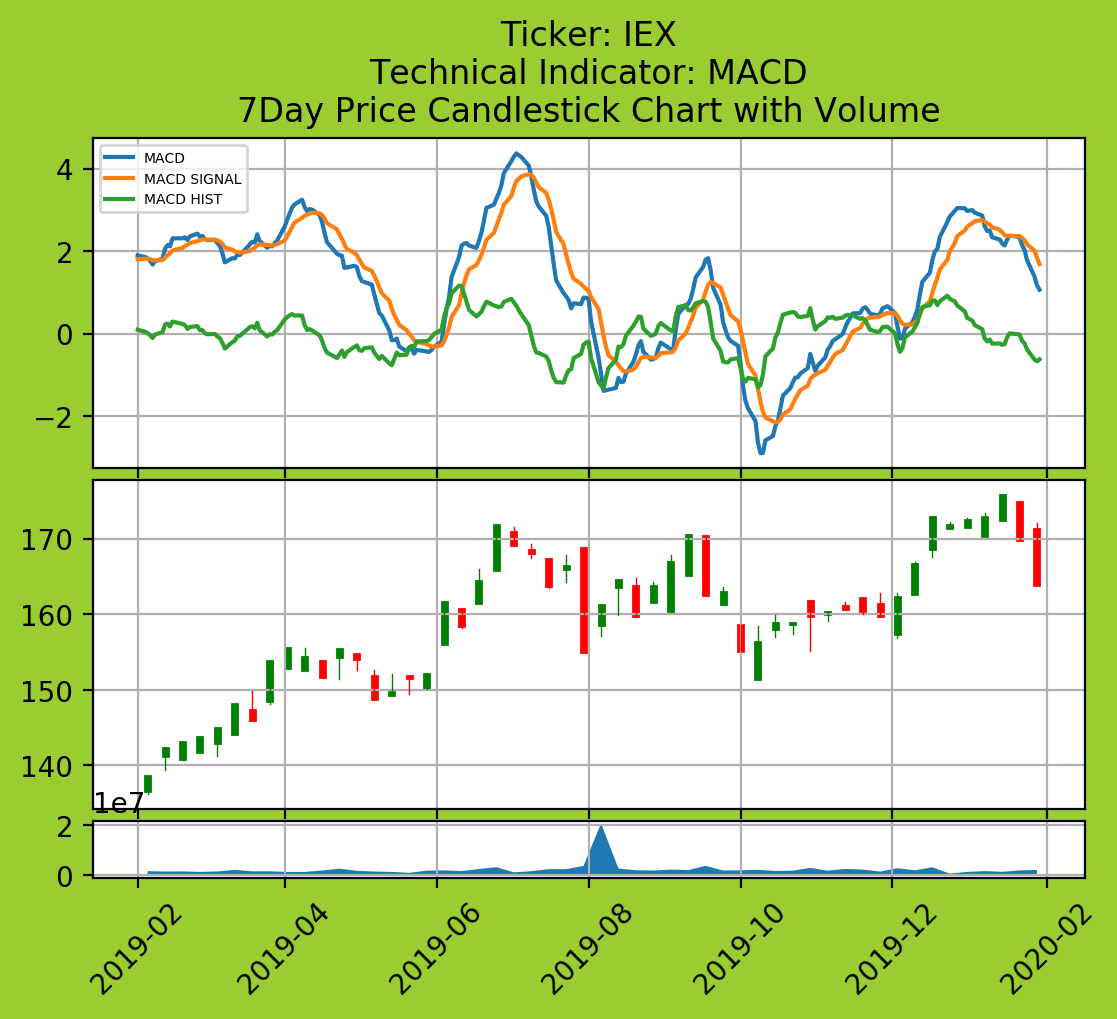 Ticker: IEX
Technical Indicator: MACD
7Day Price Candlestick Chart with Volume
MACD
MACD SIGNAL
MACD HIST
4
2
0
−2
170
160
150
140
1e7
2
0
2019-02
2019-04
2019-06
2019-08
2019-10
2019-12
2020-02